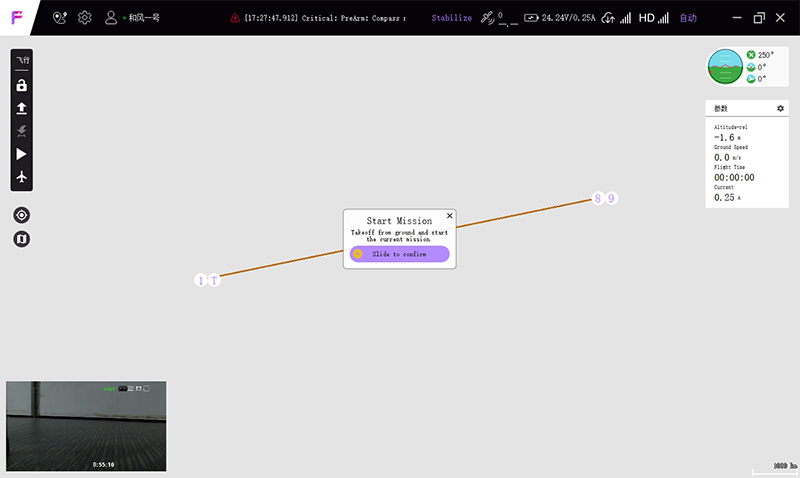 和风一号
[17:27:47.912] Critical: PreArm: Compass
Stabilize
0
-.--
24.24V/0.25A
HD
自动
飞行
250°
0°
0°
参数
Altitude-rel
-1.6 m
Ground Speed
0.0 m/s
Flight Time
00:00:00
Current
0.25 A
8 9
Start Mission
Takeoff from ground and start
the current mission.
Slide to confirm
1 T
0:55:10